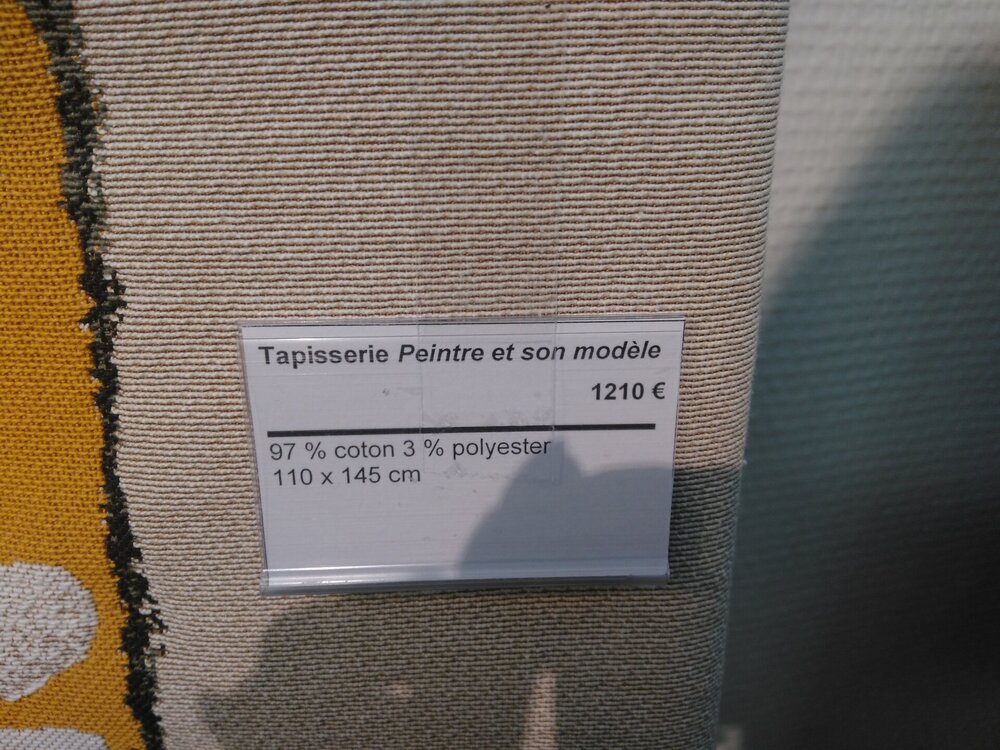 Tapisserie Peintre et son modèle
1210 €
97 % coton 3 % polyester
110 x 145 cm